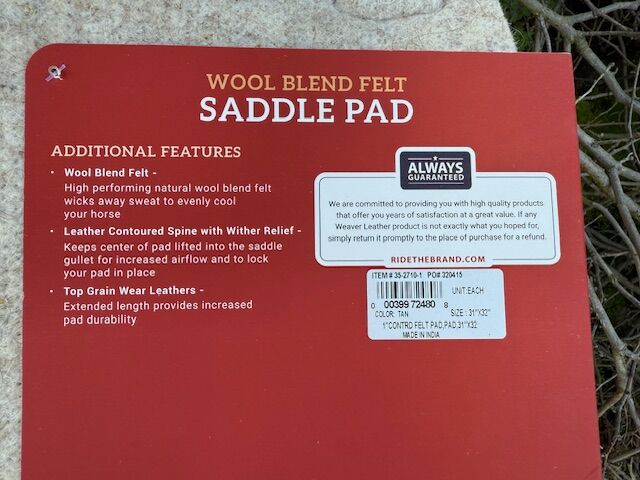 WOOL BLEND FELT
SADDLE PAD
ADDITIONAL FEATURES
• Wool Blend Felt -
High performing natural wool blend felt
wicks away sweat to evenly cool
your horse
• Leather Contoured Spine with Wither Relief -
Keeps center of pad lifted into the saddle
gullet for increased airflow and to lock
your pad in place
• Top Grain Wear Leathers -
Extended length provides increased
pad durability
ALWAYS
GUARANTEED
We are committed to providing you with high quality products
that offer you years of satisfaction at a great value. If any
Weaver Leather product is not exactly what you hoped for,
simply return it promptly to the place of purchase for a refund.
RIDETHEBRAND.COM
ITEM # 35-2710-1 PO# 320415
UNIT:EACH
0 00399 72480 8
COLOR: TAN SIZE : 31"X32"
1"CONTRD FELT PAD,PAD,31"X32
MADE IN INDIA